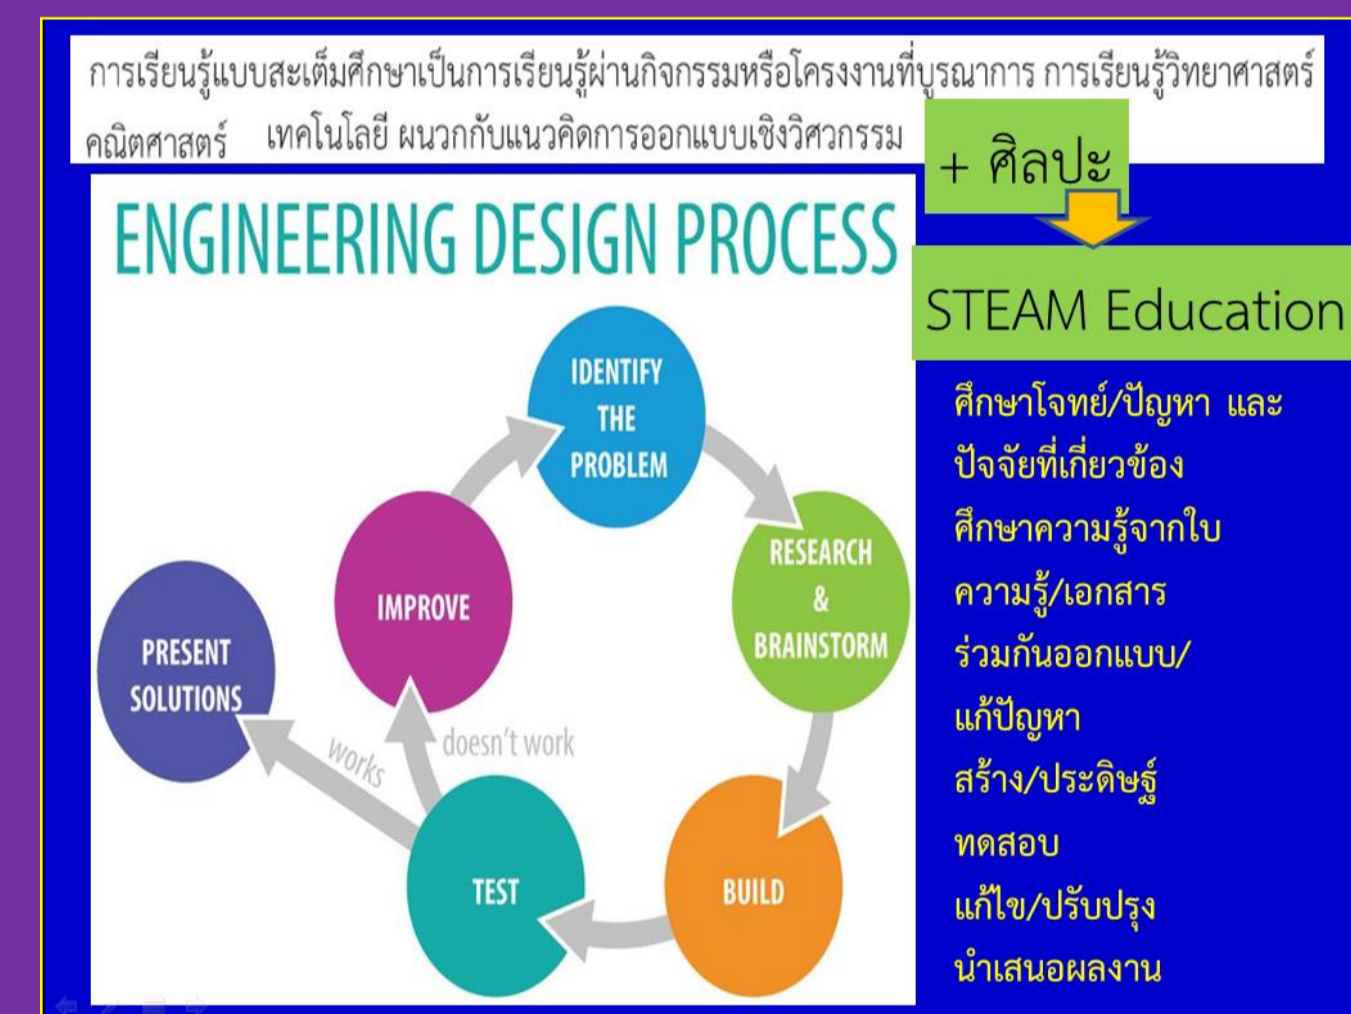 การเรียนรู้แบบสะเต็มศึกษาเป็นการเรียนรู้ผ่านกิจกรรมหรือโครงงานที่บูรณาการ การเรียนรู้วิทยาศาสตร์
คณิตศาสตร์ เทคโนโลยี ผนวกกับแนวคิดการออกแบบเชิงวิศวกรรม
+ ศิลปะ
STEAM Education
ENGINEERING DESIGN PROCESS
IDENTIFY
THE
PROBLEM
RESEARCH
&
BRAINSTORM
BUILD
TEST
doesn't work
IMPROVE
works
PRESENT
SOLUTIONS
ศึกษาโจทย์/ปัญหา และ
ปัจจัยที่เกี่ยวข้อง
ศึกษาความรู้จากใบ
ความรู้/เอกสาร
ร่วมกันออกแบบ/
แก้ปัญหา
สร้าง/ประดิษฐ์
ทดสอบ
แก้ไข/ปรับปรุง
นำเสนอผลงาน